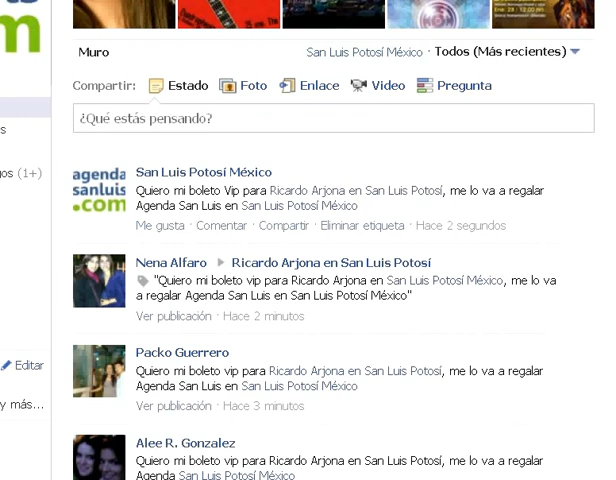 m
Muro
San Luis Potosí México · Todos (Más recientes)
Compartir: Estado Foto Enlace Video Pregunta
¿Qué estás pensando?
s
gos (1+)
Editar
y más...
agenda
sanluis
.com
San Luis Potosí México
Quiero mi boleto Vip para Ricardo Arjona en San Luis Potosí, me lo va a regalar
Agenda San Luis en San Luis Potosí México
Me gusta · Comentar · Compartir · Eliminar etiqueta · Hace 2 segundos
Nena Alfaro Ricardo Arjona en San Luis Potosí
"Quiero mi boleto vip para Ricardo Arjona en San Luis Potosí México, me lo va
a regalar Agenda San Luis en San Luis Potosí México"
Ver publicación · Hace 2 minutos
Packo Guerrero
Quiero mi boleto vip para Ricardo Arjona en San Luis Potosí, me lo va a regalar
Agenda San Luis en San Luis Potosí México
Ver publicación · Hace 3 minutos
Alee R. Gonzalez
Quiero mi boleto vip para Ricardo Arjona en San Luis Potosí, me lo va a regalar
Agenda San Luis San Luis Potosí México